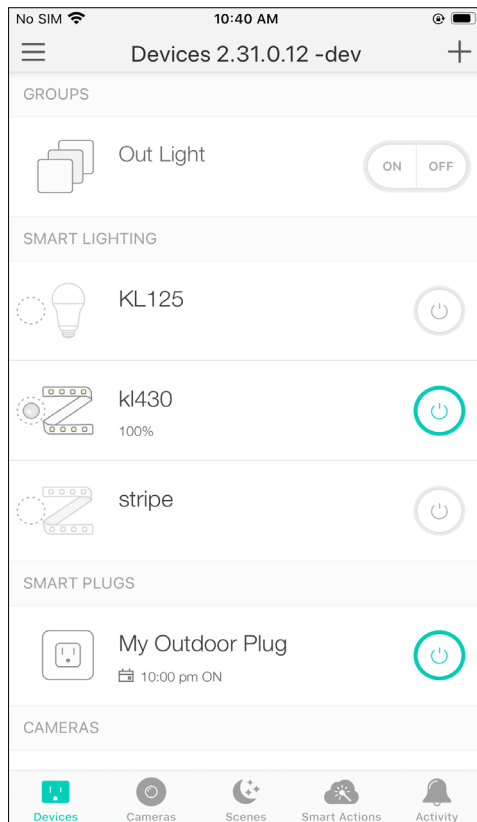 No SIM 10:40 AM
Devices 2.31.0.12 -dev
GROUPS
Out Light
ON OFF
SMART LIGHTING
KL125
kl430
100%
stripe
SMART PLUGS
My Outdoor Plug
10:00 pm ON
CAMERAS
Devices Cameras Scenes Smart Actions Activity